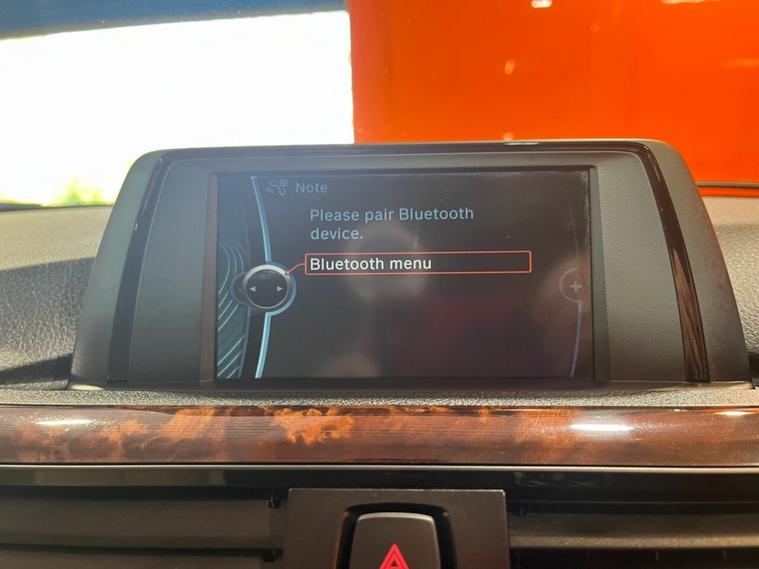 Note
Please pair Bluetooth
device.
Bluetooth menu